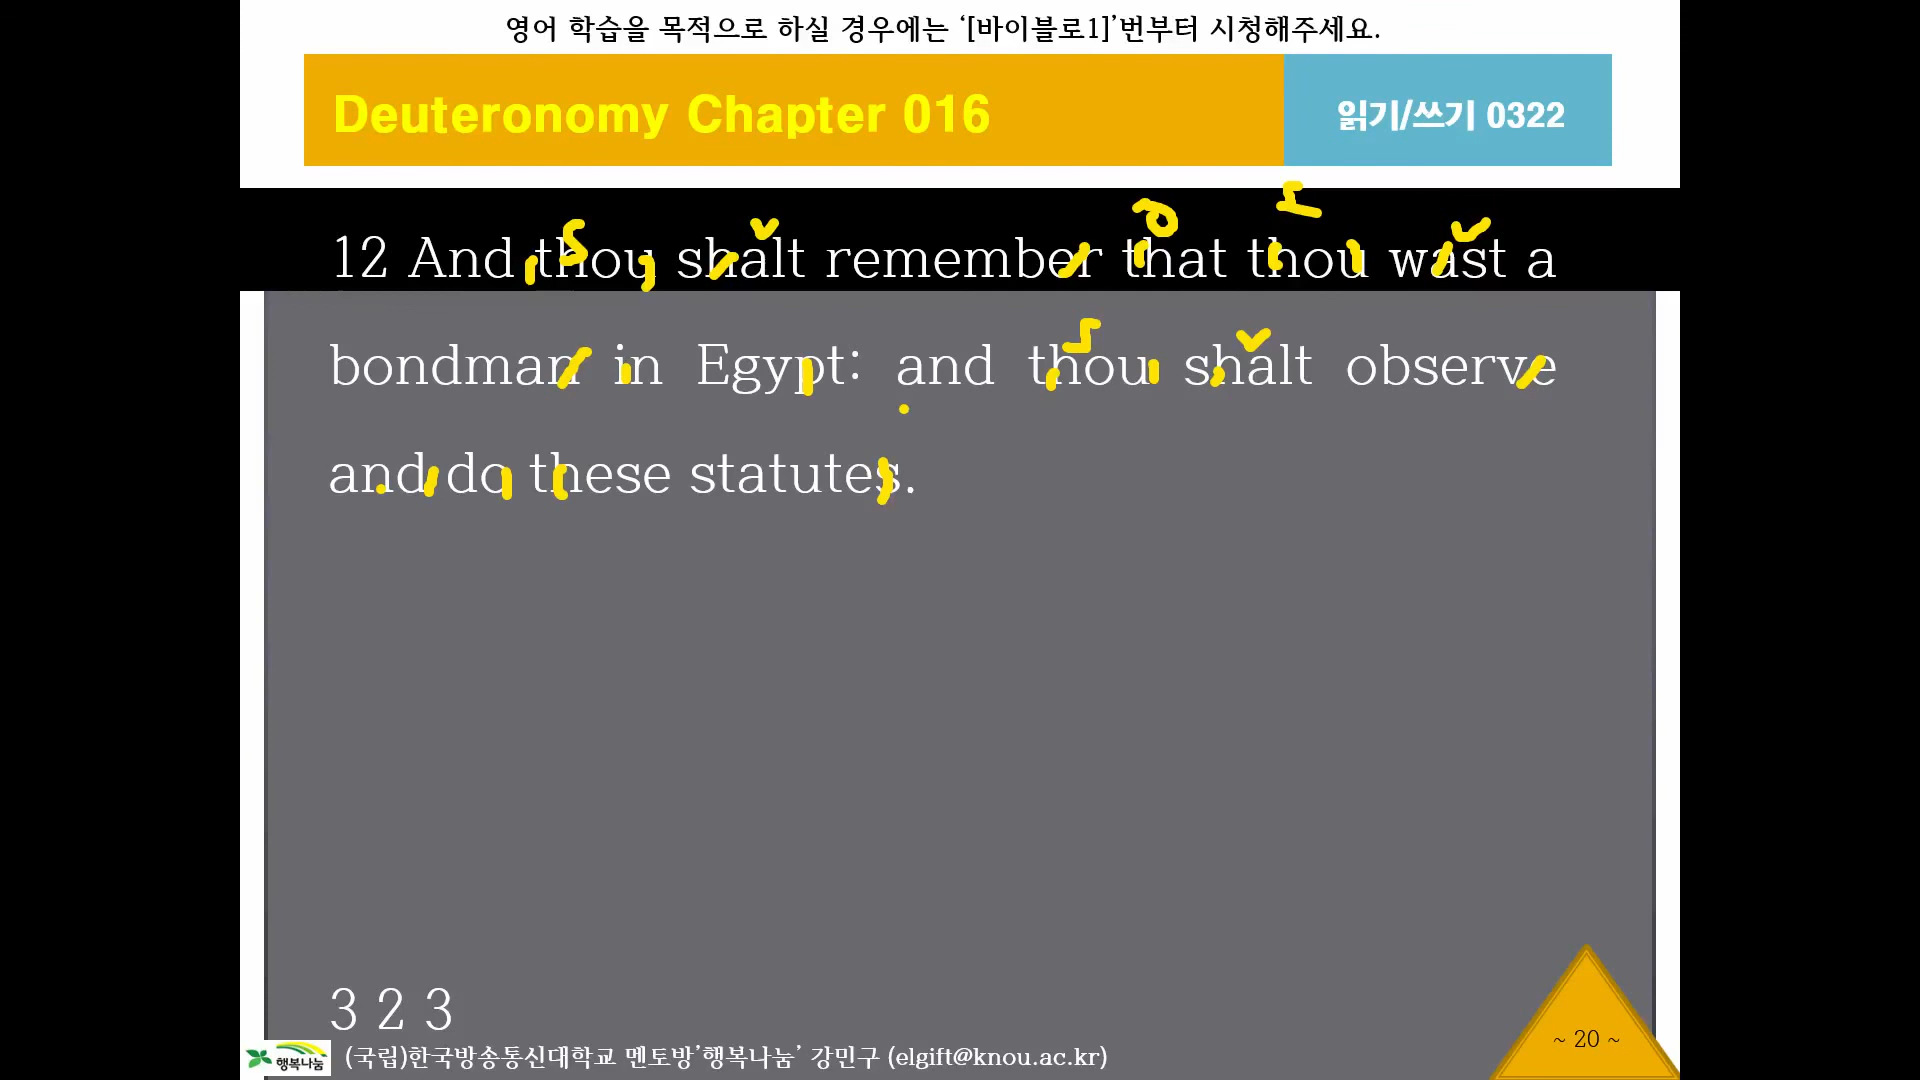 영어 학습을 목적으로 하실 경우에는 ‘[바이블로1]’번부터 시청해주세요.
Deuteronomy Chapter 016
읽기/쓰기 0322
12 And thou shalt remember that thou wast a
bondman in Egypt: and thou shalt observe
and do these statutes.
3 2 3
~ 20 ~
행복나눔
(국립)한국방송통신대학교 멘토방’행복나눔’ 강민구 (elgift@knou.ac.kr)